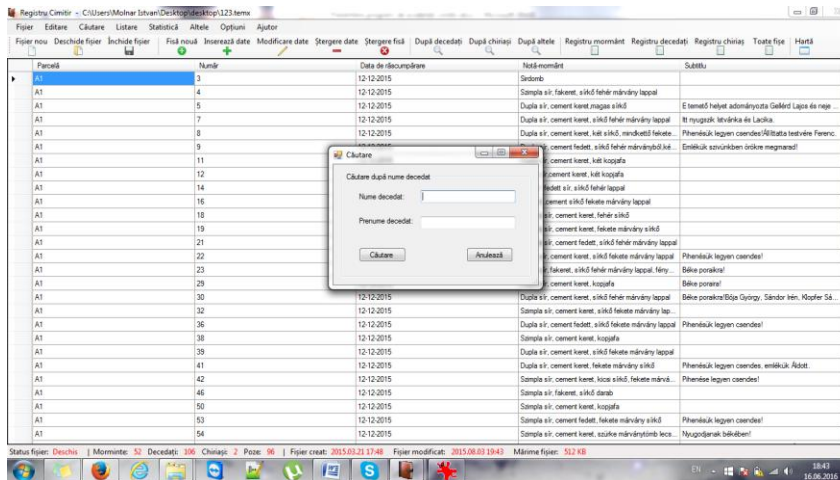 Registru Cimitir - C:\Users\Molnar Istvan\Desktop\desktop\123.temx
Fișier Editare Căutare Listare Statistică Altele Opțiuni Ajutor
Fișier nou Deschide fișier Închide fișier Fisă nouă Inserează date Modificare date Ștergere date Ștergere fisă După decedați După chiriași După altele Registru mormânt Registru decedați Registru chiriaș Toate fișe Hartă
Parcelă Număr Data de răscumpărare Notă-mormânt Subtitlu
A1 3 12-12-2015 Sírdomb
A1 4 12-12-2015 Szimpla sír, fakeret, sírkő fehér márvány lappal
A1 5 12-12-2015 Dupla sír, cement keret,magas sírkő E temető helyet adományozta Gellérd Lajos és neje ...
A1 7 12-12-2015 Dupla sír, cement keret, sírkő fehér márvány lappal Itt nyugszik: Istvánka és Lacika.
A1 8 12-12-2015 Dupla sír, cement keret, két sírkő, mindkettő fekete... Pihenésük legyen csendes!Állíttatta testvére Ferenc.
A1 9 ír, cement fedett, sírkő fehér márványból,ké... Emlékük szívünkben örökre megmarad!
A1 11 ír, cement keret, két kopjafa
A1 12 ír,cement keret, két kopjafa
A1 14 fedett sír, sírkő fehér lappal
A1 16 cement sírkő fekete márvány lappal
A1 18 sír, cement keret, fehér sírkő
A1 19 sír, cement keret, fekete márvány sírkő
A1 21 sír, cement fedett, sírkő fehér márvány lappal
A1 22 ír, cement keret, sírkő fekete márvány lappal Pihenésük legyen csendes!
A1 23 sír, fakeret, sírkő fehér márvány lappal, fény... Béke poraikra!
A1 29 sír, cement keret, kopjafa Béke poraira!
A1 30 12-12-2015 Dupla sír, cement keret, sírkő fehér márvány lappal Béke poraikra!Bója György, Sándor Irén, Klopfer Sá...
A1 32 12-12-2015 Szimpla sír, cement keret, sírkő fekete márvány lap...
A1 36 12-12-2015 Dupla sír, cement fedett, sírkő fekete márvány lappal Pihenésük legyen csendes!
A1 38 12-12-2015 Szimpla sír, cement keret, kopjafa
A1 39 12-12-2015 Dupla sír, cement keret, sírkő fekete márvány lappal
A1 41 12-12-2015 Dupla sír, cement keret, fekete márvány sírkő Pihenésük legyen csendes, emlékük Áldott.
A1 42 12-12-2015 Szimpla sír, cement keret, kicsi sírkő, fekete márvá... Pihenése legyen csendes!
A1 46 12-12-2015 Szimpla sír, fakeret, sírkő darab
A1 50 12-12-2015 Szimpla sír, cement keret, kopjafa
A1 53 12-12-2015 Szimpla sír, cement fedett, fekete márvány sírkő Pihenésük legyen csendes!
A1 54 12-12-2015 Szimpla sír, cement keret, szürke márványtömb lecs... Nyugodjanak békében!
Căutare
Căutare după nume decedat
Nume decedat:
Prenume decedat:
Căutare Anulează
Status fișier: Deschis | Morminte: 52 Decedați: 106 Chiriași: 2 Poze: 96 | Fișier creat: 2015.03.21 17:48 Fișier modificat: 2015.08.03 19:43 Mărime fișier: 512 KB
EN 18:43
16.06.2016